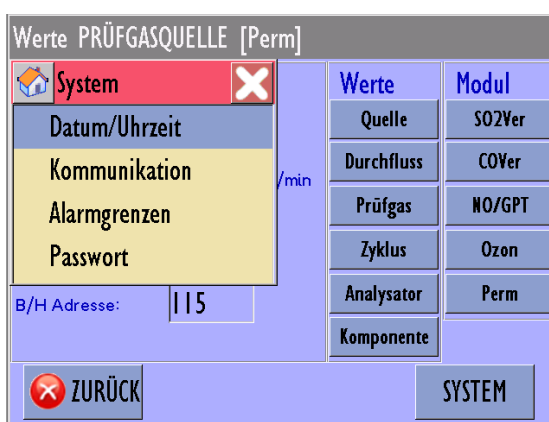 Werte PRÜFGASQUELLE [Perm]
System
Datum/Uhrzeit
Kommunikation
Alarmgrenzen
Passwort
/min
B/H Adresse: 115
Werte
Quelle
Durchfluss
Prüfgas
Zyklus
Analysator
Komponente
Modul
SO2Ver
COVer
NO/GPT
Ozon
Perm
ZURÜCK
SYSTEM